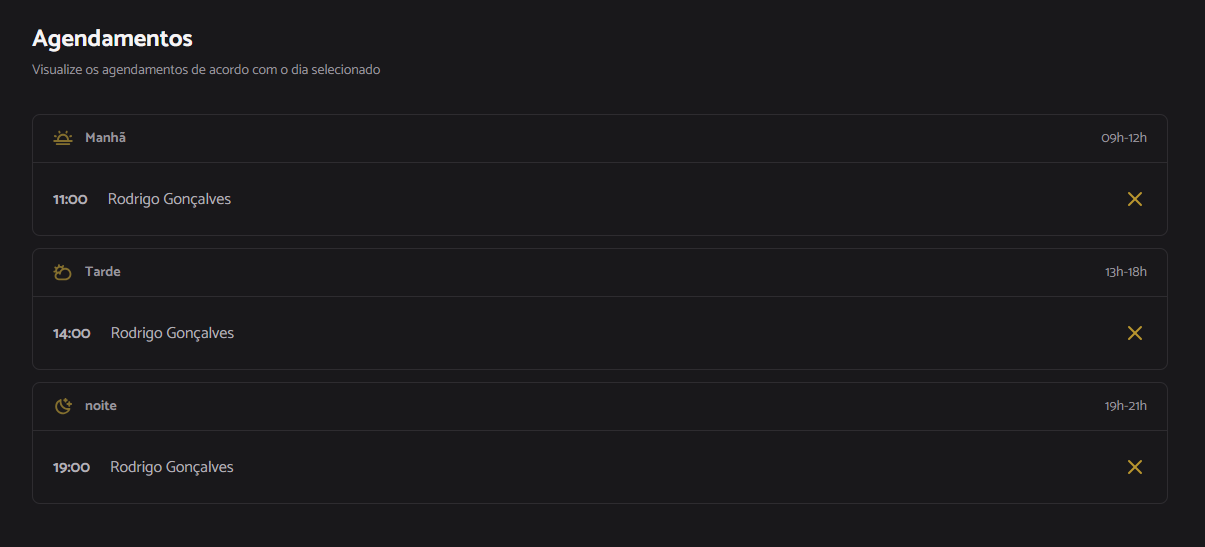 Agendamentos
Visualize os agendamentos de acordo com o dia selecionado
Manhã 09h-12h
11:00 Rodrigo Gonçalves
Tarde 13h-18h
14:00 Rodrigo Gonçalves
noite 19h-21h
19:00 Rodrigo Gonçalves